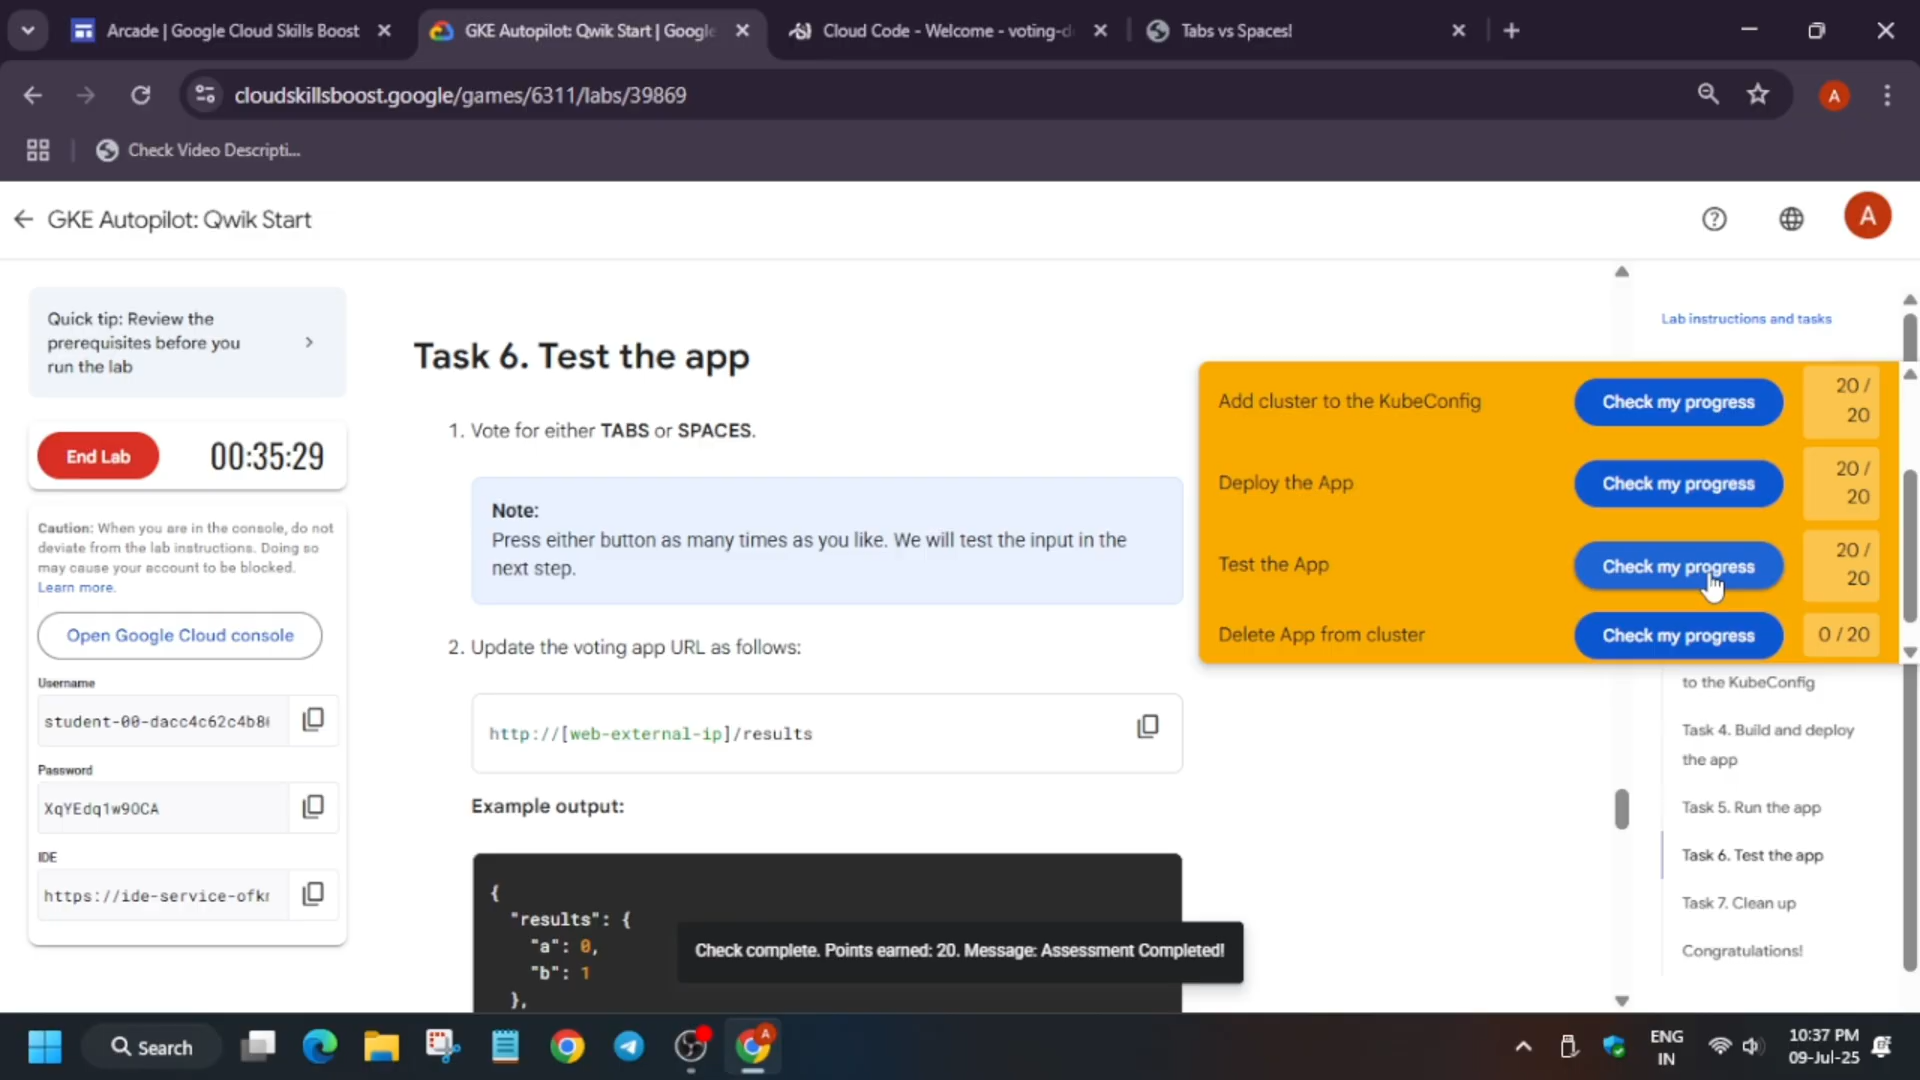 Arcade | Google Cloud Skills Boost
GKE Autopilot: Qwik Start | Google
Cloud Code - Welcome - voting-d
Tabs vs Spaces!
cloudskillsboost.google/games/6311/labs/39869
A
Check Video Descripti...
GKE Autopilot: Qwik Start
A
Quick tip: Review the
prerequisites before you
run the lab
End Lab
00:35:29
Caution: When you are in the console, do not
deviate from the lab instructions. Doing so
may cause your account to be blocked.
Learn more.
Open Google Cloud console
Username
student-00-dacc4c62c4b8
Password
XqYEdq1w9OCA
IDE
https://ide-service-ofk
Task 6. Test the app
1. Vote for either TABS or SPACES.
Note:
Press either button as many times as you like. We will test the input in the
next step.
2. Update the voting app URL as follows:
http://[web-external-ip]/results
Example output:
{
"results": {
"a": 0,
"b": 1
},
Check complete. Points earned: 20. Message: Assessment Completed!
Lab instructions and tasks
Add cluster to the KubeConfig
Check my progress
20 /
20
Deploy the App
Check my progress
20 /
20
Test the App
Check my progress
20 /
20
Delete App from cluster
Check my progress
0 / 20
to the KubeConfig
Task 4. Build and deploy
the app
Task 5. Run the app
Task 6. Test the app
Task 7. Clean up
Congratulations!
Search
A
ENG
IN
10:37 PM
09-Jul-25